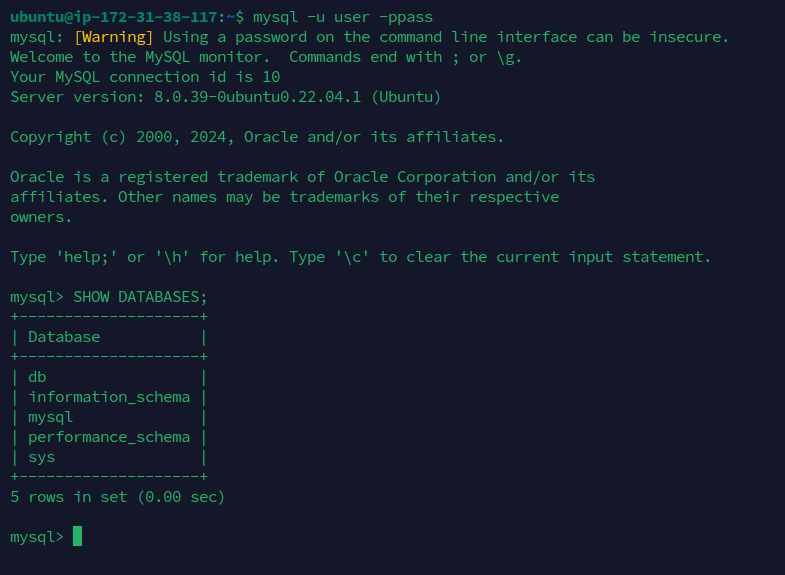 ubuntu@ip-172-31-38-117:~$ mysql -u user -ppass
mysql: [Warning] Using a password on the command line interface can be insecure.
Welcome to the MySQL monitor.  Commands end with ; or \g.
Your MySQL connection id is 10
Server version: 8.0.39-0ubuntu0.22.04.1 (Ubuntu)

Copyright (c) 2000, 2024, Oracle and/or its affiliates.

Oracle is a registered trademark of Oracle Corporation and/or its
affiliates. Other names may be trademarks of their respective
owners.

Type 'help;' or '\h' for help. Type '\c' to clear the current input statement.

mysql> SHOW DATABASES;
+--------------------+
| Database           |
+--------------------+
| db                 |
| information_schema |
| mysql              |
| performance_schema |
| sys                |
+--------------------+
5 rows in set (0.00 sec)

mysql>